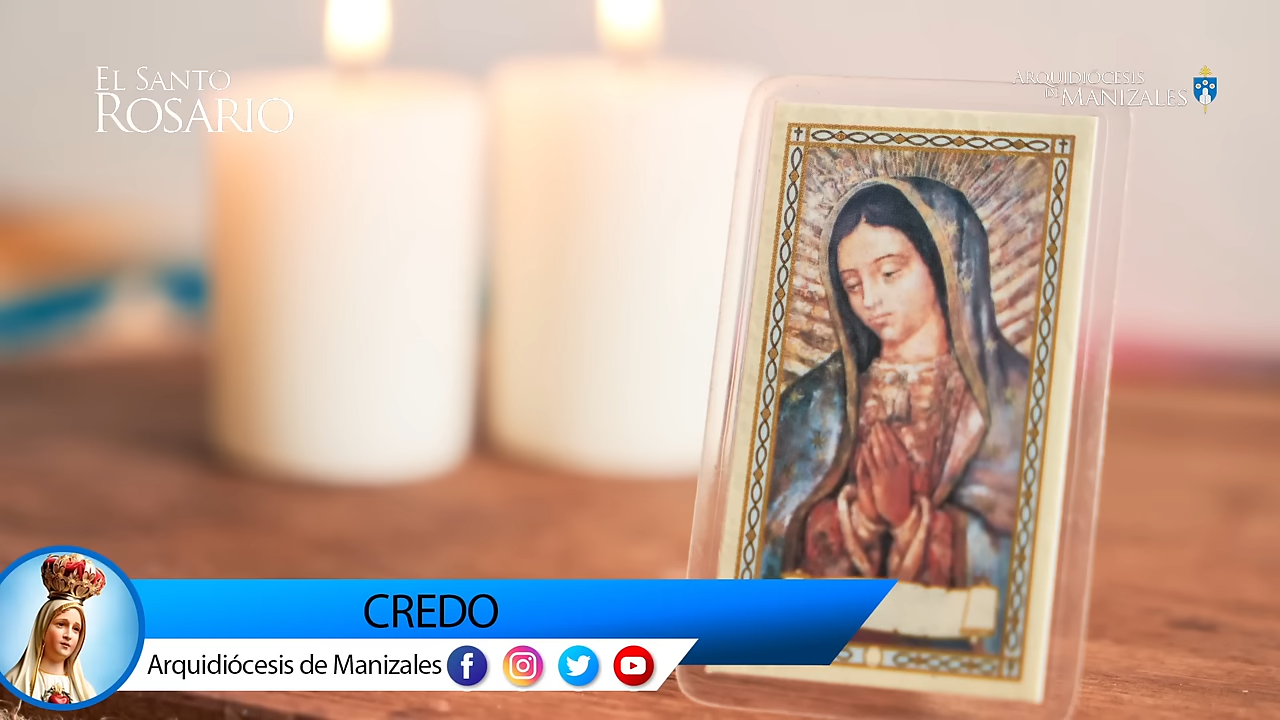 EL SANTO
ROSARIO
ARQUIDIÓCESIS
DE MANIZALES
CREDO
Arquidiócesis de Manizales